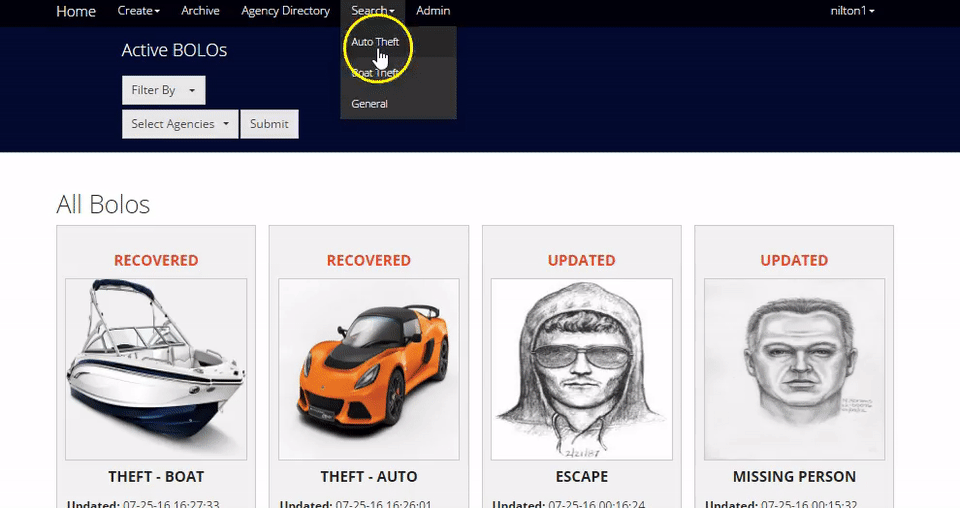 Home Create Archive Agency Directory Search Admin nilton1
Auto Theft
Boat Theft
General
Active BOLOs
Filter By
Select Agencies Submit
All Bolos
RECOVERED RECOVERED UPDATED UPDATED
2/21/87
THEFT - BOAT THEFT - AUTO ESCAPE MISSING PERSON
Updated: 07-25-16 16:27:33 Updated: 07-25-16 16:26:01 Updated: 07-25-16 00:16:24 Updated: 07-25-16 00:15:32